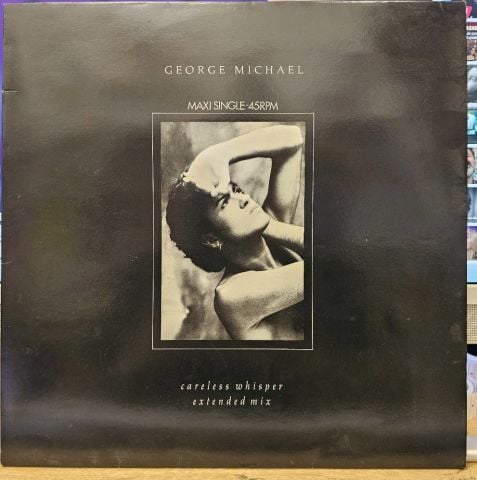 GEORGE MICHAEL
MAXI SINGLE-45RPM
careless whisper
extended mix